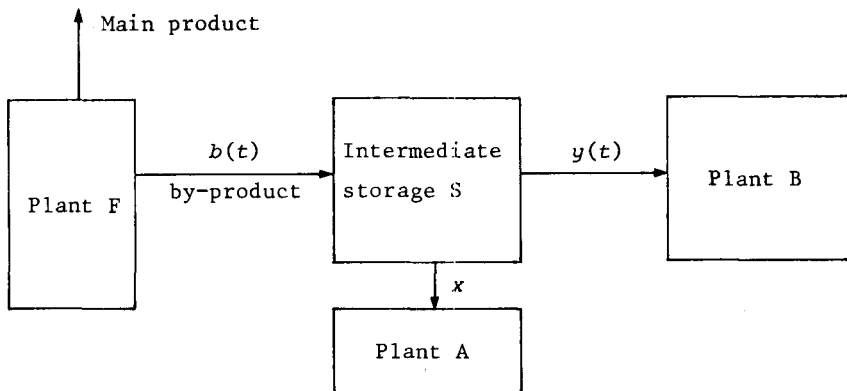 Main product
Plant F
b(t)
by-product
Intermediate
storage S
y(t)
Plant B
x
Plant A